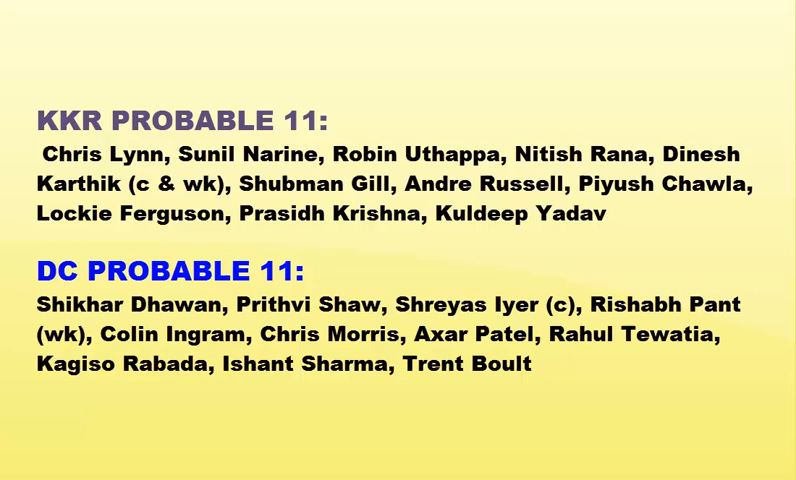 KKR PROBABLE 11:
Chris Lynn, Sunil Narine, Robin Uthappa, Nitish Rana, Dinesh
Karthik (c & wk), Shubman Gill, Andre Russell, Piyush Chawla,
Lockie Ferguson, Prasidh Krishna, Kuldeep Yadav
DC PROBABLE 11:
Shikhar Dhawan, Prithvi Shaw, Shreyas Iyer (c), Rishabh Pant
(wk), Colin Ingram, Chris Morris, Axar Patel, Rahul Tewatia,
Kagiso Rabada, Ishant Sharma, Trent Boult